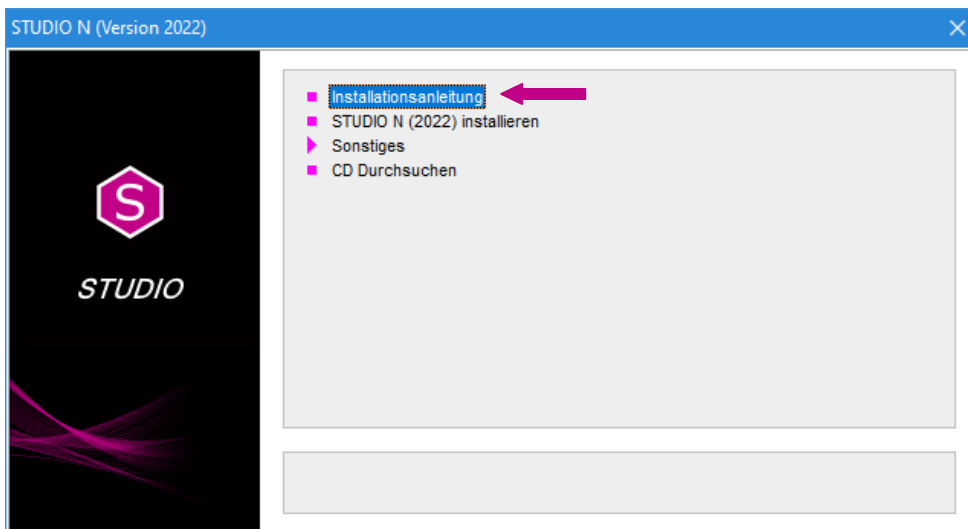 STUDIO N (Version 2022)
Installationsanleitung
STUDIO N (2022) installieren
Sonstiges
CD Durchsuchen
S
STUDIO